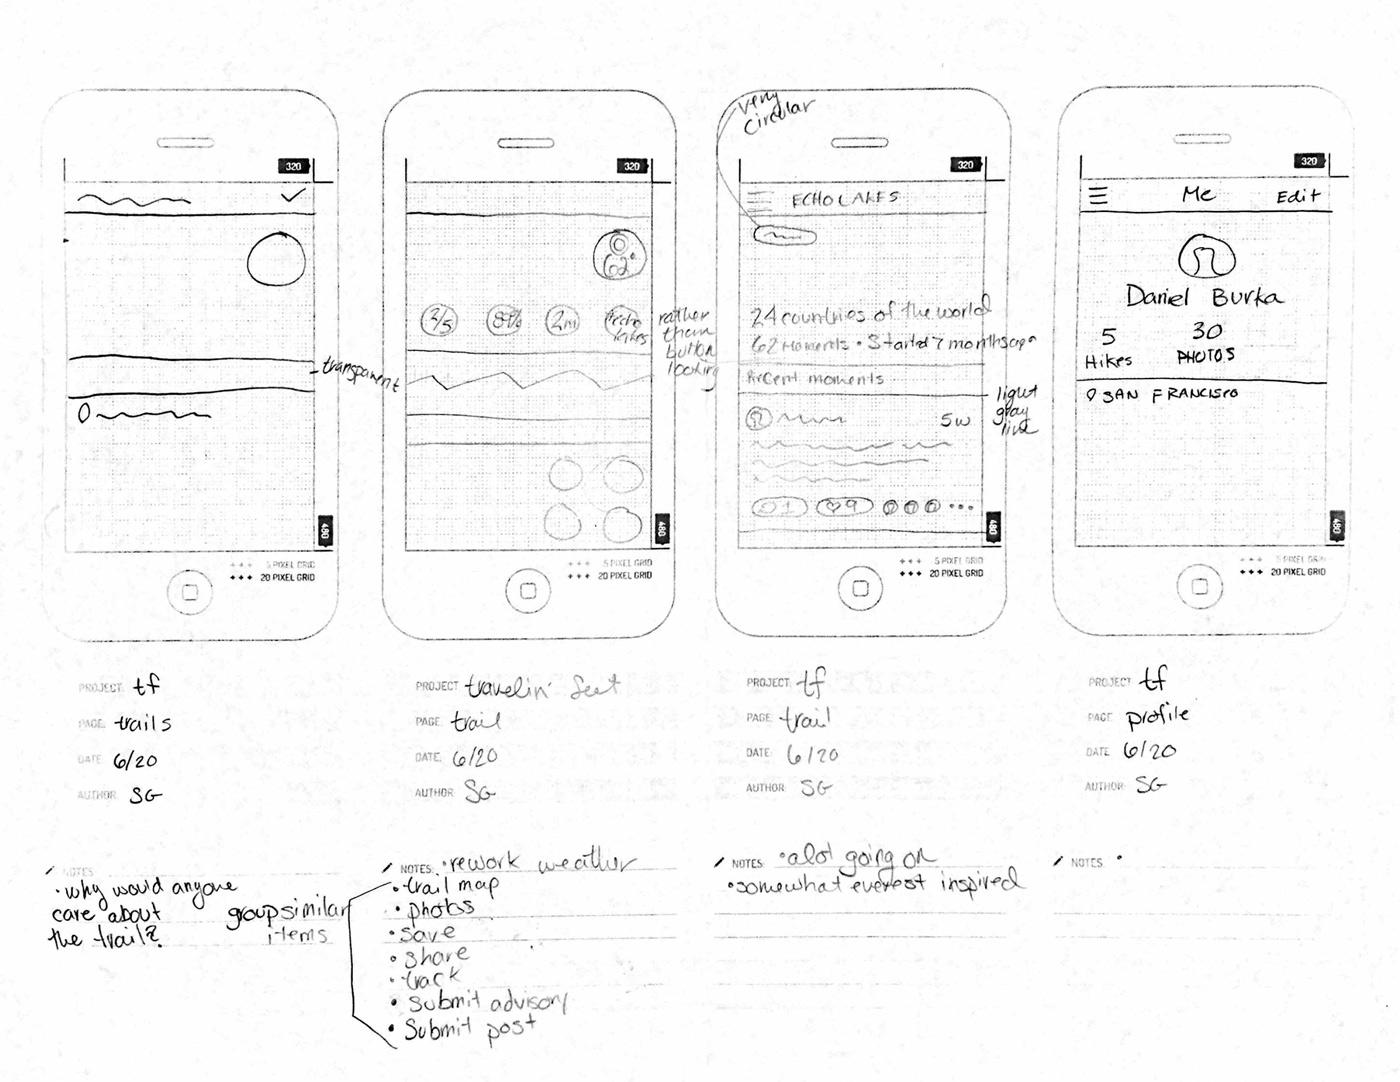 320
transparent
480
5 PIXEL GRID
20 PIXEL GRID
PROJECT: tf
PAGE: trails
DATE: 6/20
AUTHOR: SG
NOTES:
• why would anyone
care about
the trail?
group similar
items
320
62°
3/5
89%
2mi
rather
than
button
looking
480
5 PIXEL GRID
20 PIXEL GRID
PROJECT travelin' feet
PAGE: trail
DATE: 6/20
AUTHOR: SG
NOTES: • rework weather
• trail map
• photos
• save
• share
• track
• Submit advisory
• Submit post
very
circular
320
ECHO LAKES
24 countries of the world
62 Moments • Started 7 months ago
Recent moments
light
gray
line
5w
1
9
480
5 PIXEL GRID
20 PIXEL GRID
PROJECT: tf
PAGE: trail
DATE: 6/20
AUTHOR: SG
NOTES: • alot going on
• somewhat everest inspired
320
Me
Edit
Daniel Burka
5
Hikes
30
PHOTOS
SAN FRANCISCO
480
5 PIXEL GRID
20 PIXEL GRID
PROJECT: tf
PAGE: profile
DATE: 6/20
AUTHOR: SG
NOTES: •